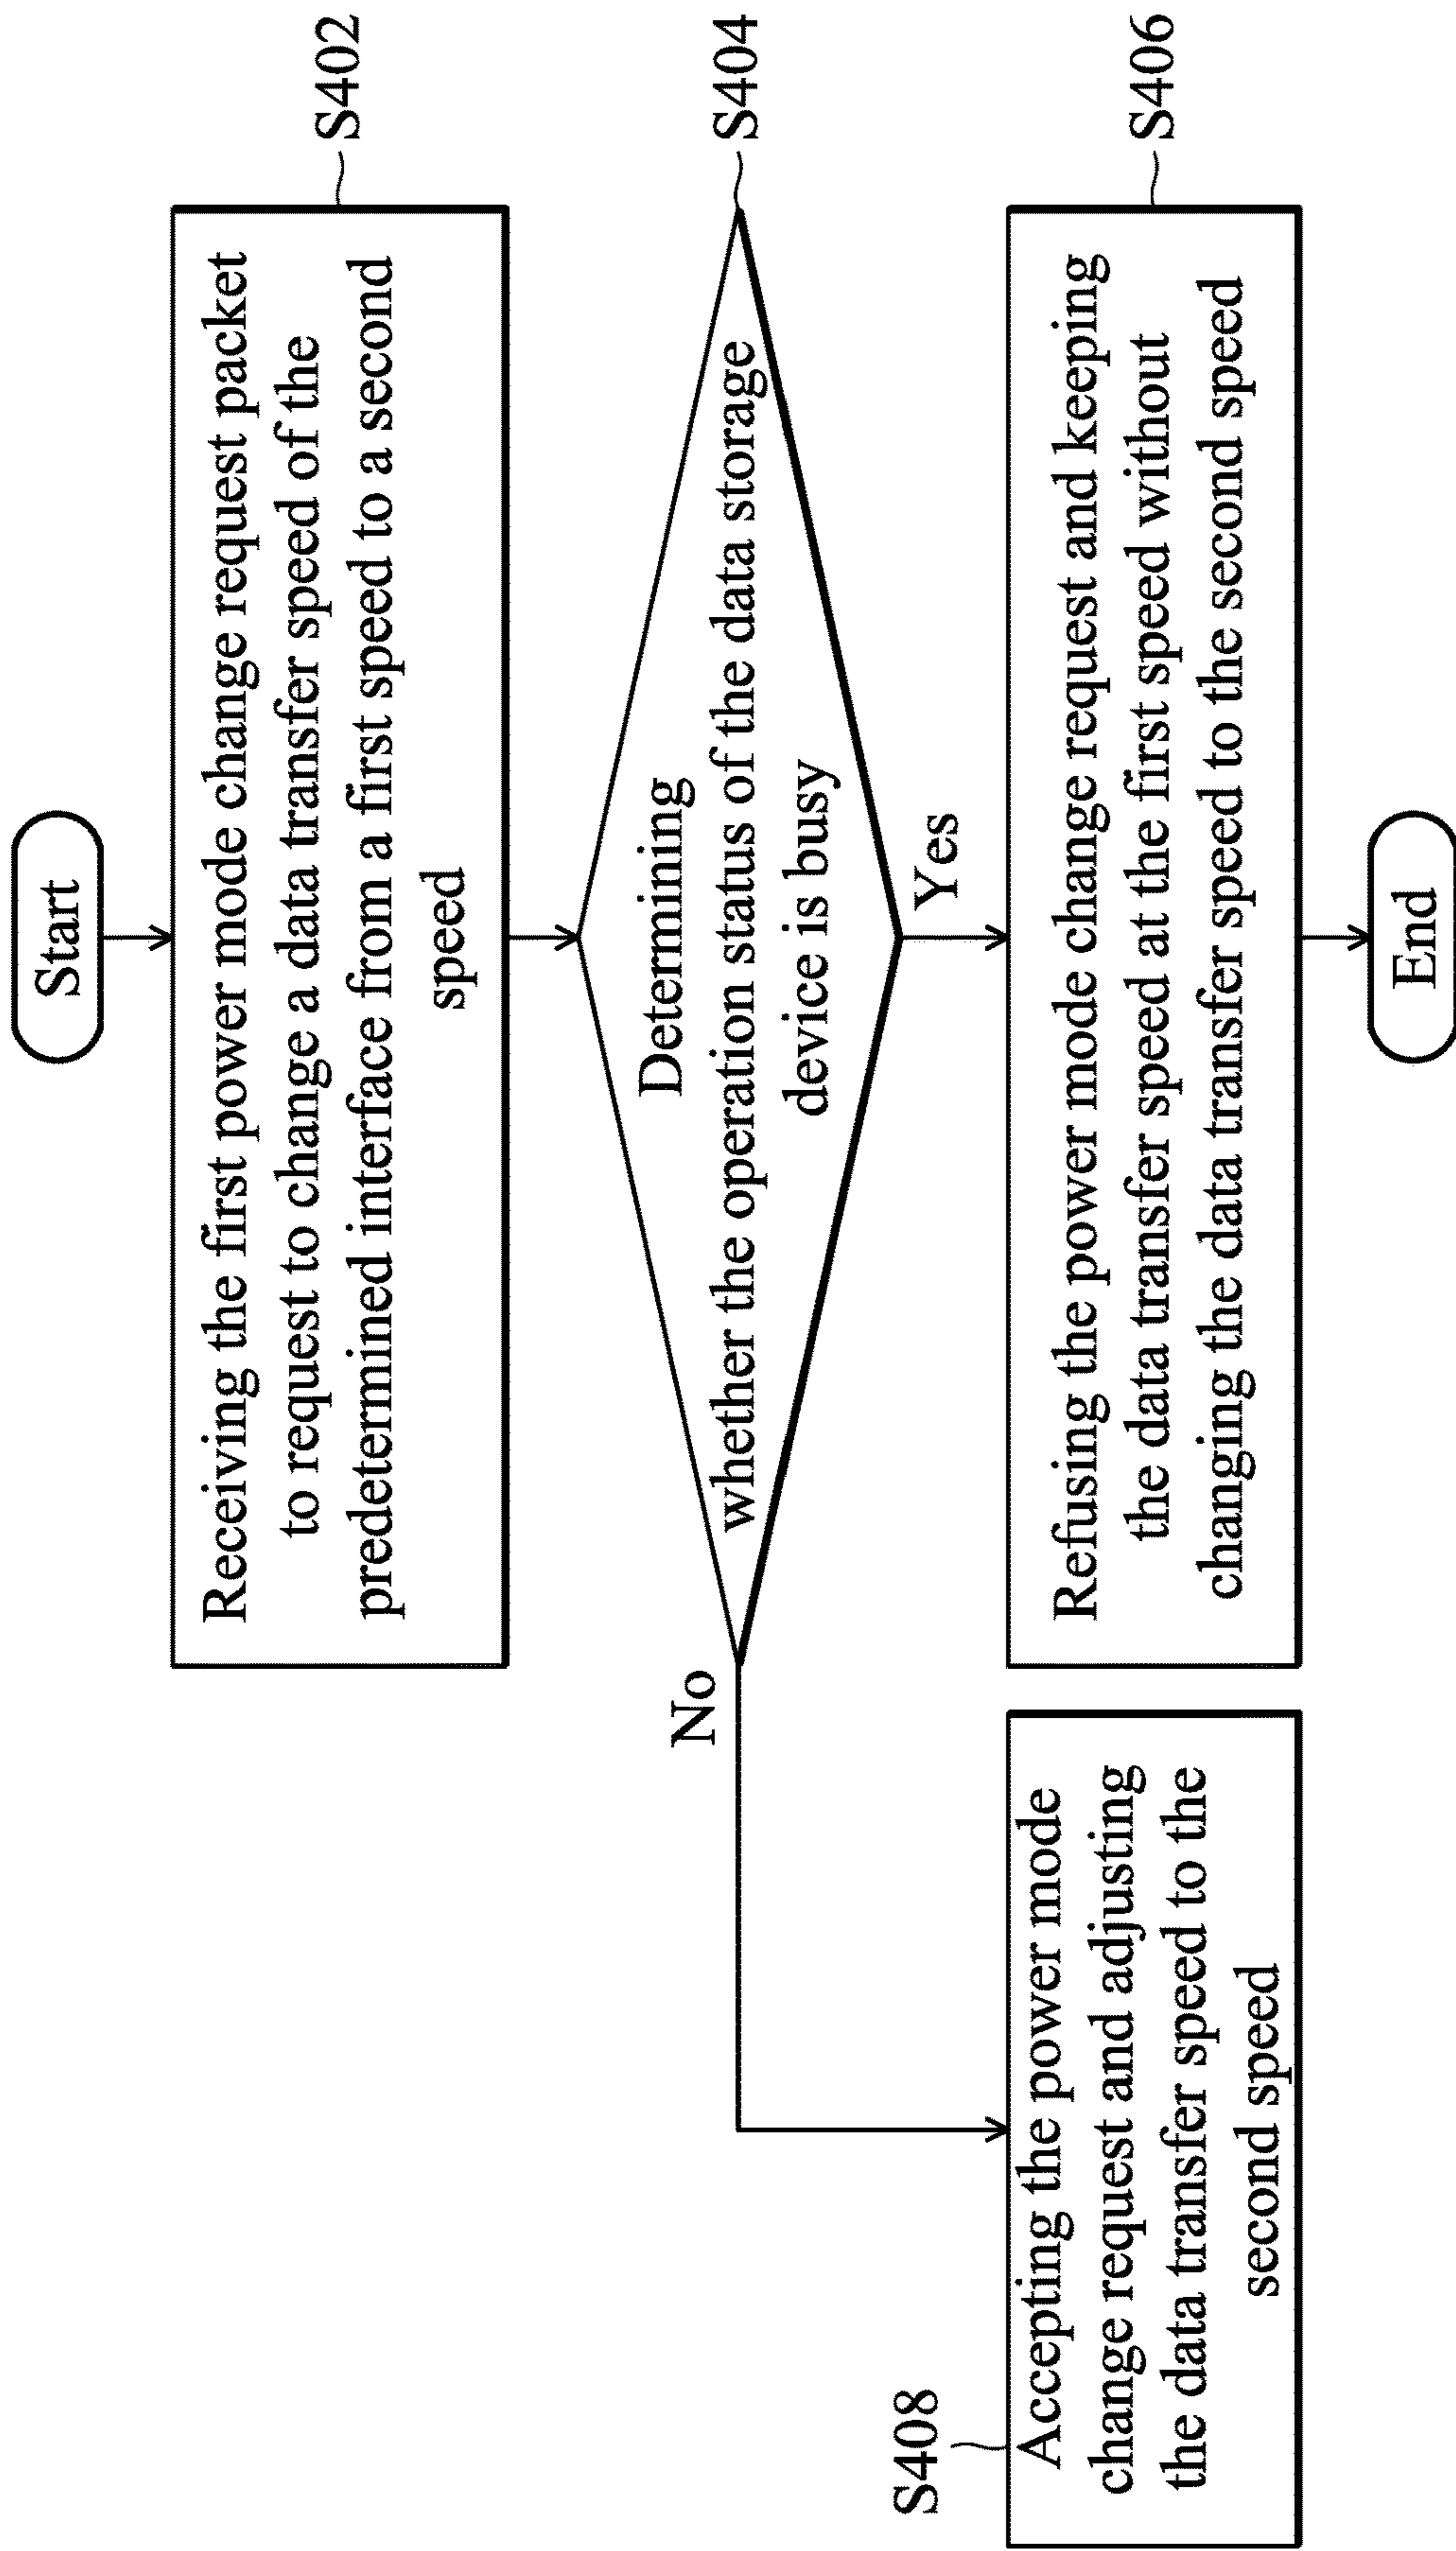 Start
Receiving the first power mode change request packet
to request to change a data transfer speed of the
predetermined interface from a first speed to a second
speed
S402
Determining
whether the operation status of the data storage
device is busy
S404
No
Yes
Refusing the power mode change request and keeping
the data transfer speed at the first speed without
changing the data transfer speed to the second speed
S406
S408
Accepting the power mode
change request and adjusting
the data transfer speed to the
second speed
End